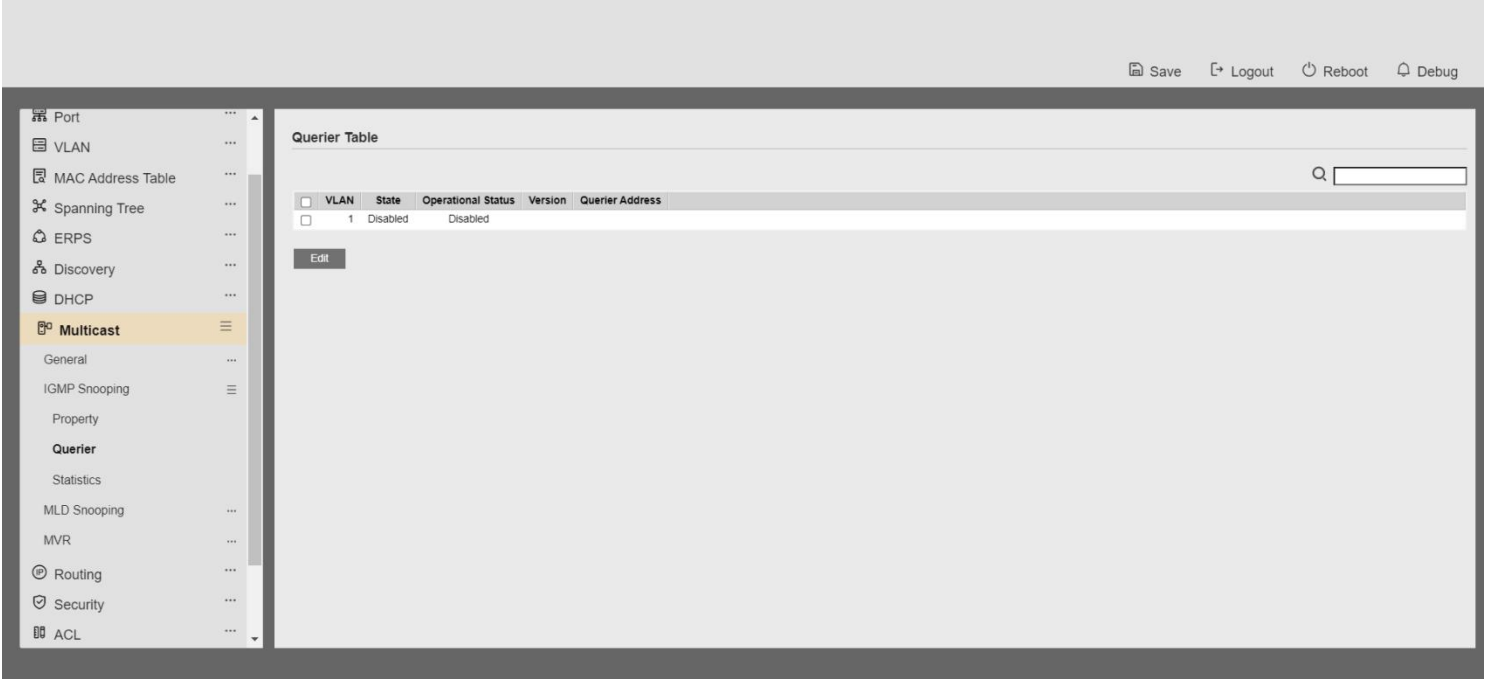 Save Logout Reboot Debug
Port ...
VLAN ...
MAC Address Table ...
Spanning Tree ...
ERPS ...
Discovery ...
DHCP ...
Multicast
General ...
IGMP Snooping
Property
Querier
Statistics
MLD Snooping ...
MVR ...
Routing ...
Security ...
ACL ...
Querier Table
VLAN State Operational Status Version Querier Address
1 Disabled Disabled
Edit